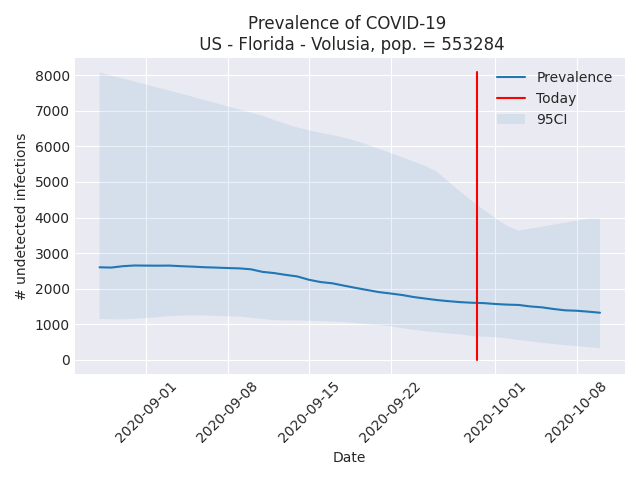 Prevalence of COVID-19
US - Florida - Volusia, pop. = 553284
8000
7000
6000
5000
4000
3000
2000
1000
0
# undetected infections
Prevalence
Today
95CI
2020-09-01
2020-09-08
2020-09-15
2020-09-22
2020-10-01
2020-10-08
Date